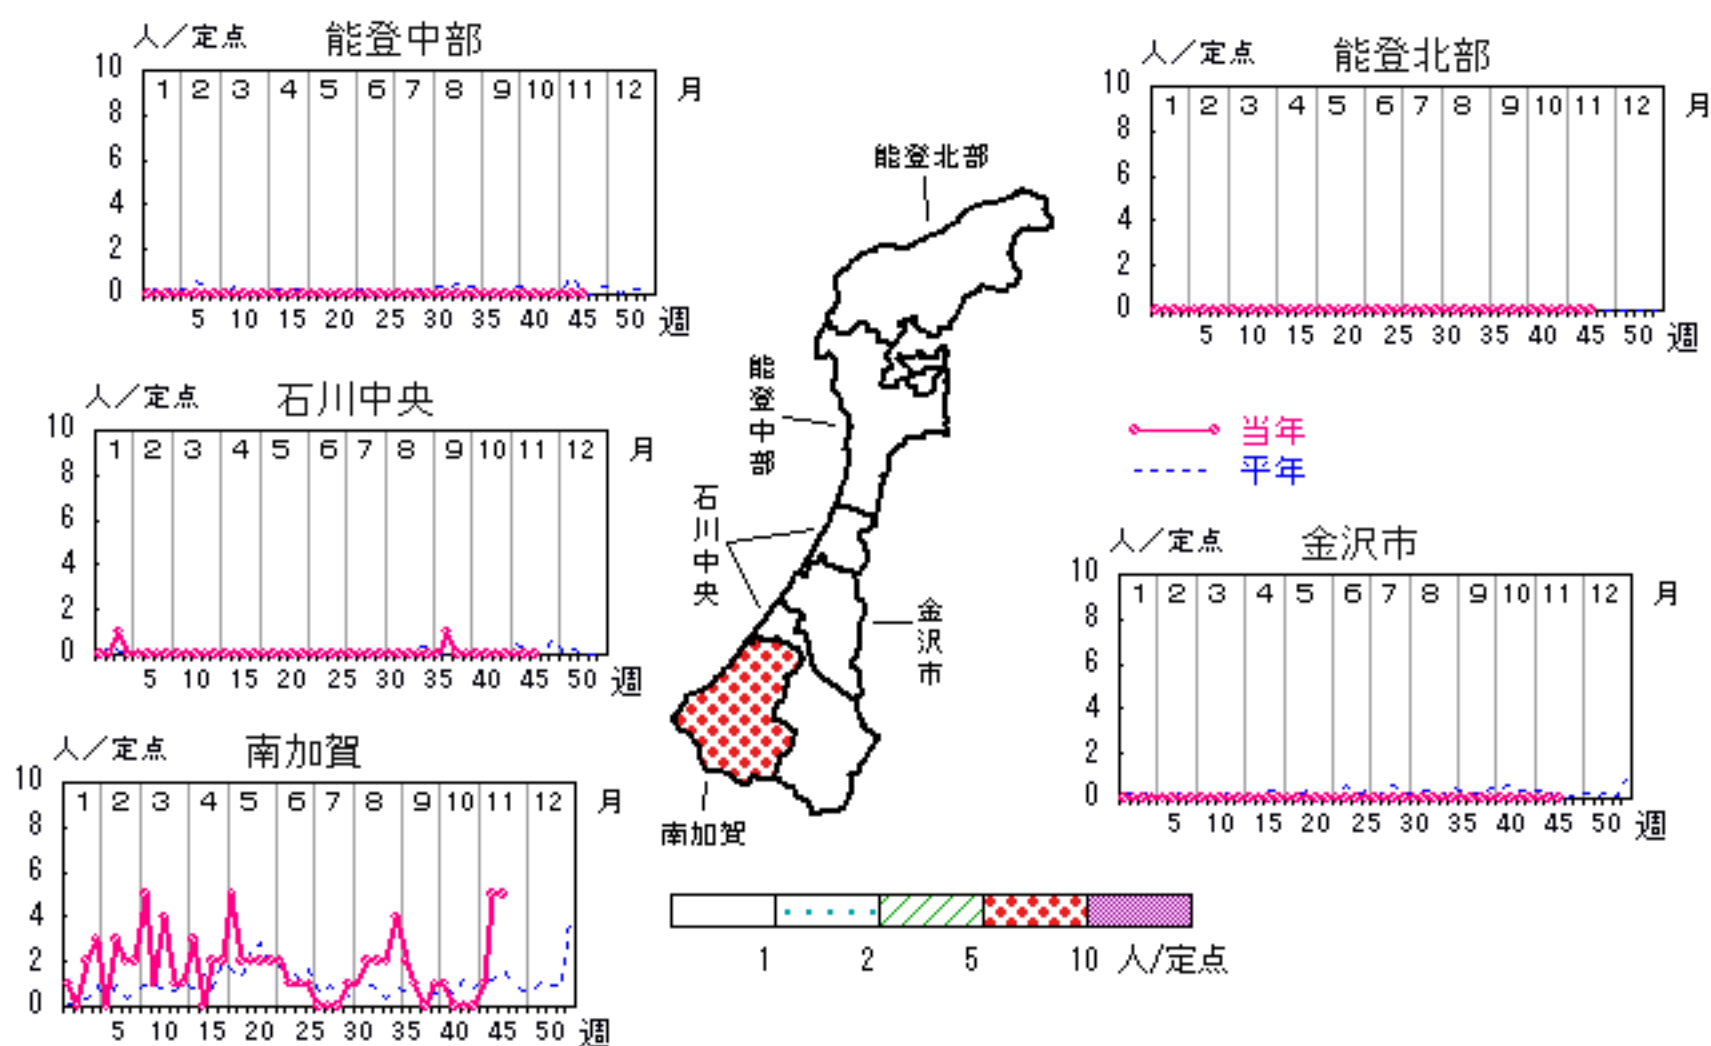 人／定点 能登中部
10 8 6 4 2 0
1 2 3 4 5 6 7 8 9 10 11 12 月
5 10 15 20 25 30 35 40 45 50 週
人／定点 能登北部
10 8 6 4 2 0
1 2 3 4 5 6 7 8 9 10 11 12 月
5 10 15 20 25 30 35 40 45 50 週
人／定点 石川中央
10 8 6 4 2 0
1 2 3 4 5 6 7 8 9 10 11 12 月
5 10 15 20 25 30 35 40 45 50 週
人／定点 南加賀
10 8 6 4 2 0
1 2 3 4 5 6 7 8 9 10 11 12 月
5 10 15 20 25 30 35 40 45 50 週
能登北部
能登中部
石川中央
金沢市
南加賀
当年
平年
人／定点 金沢市
10 8 6 4 2 0
1 2 3 4 5 6 7 8 9 10 11 12 月
5 10 15 20 25 30 35 40 45 50 週
1 2 5 10 人/定点